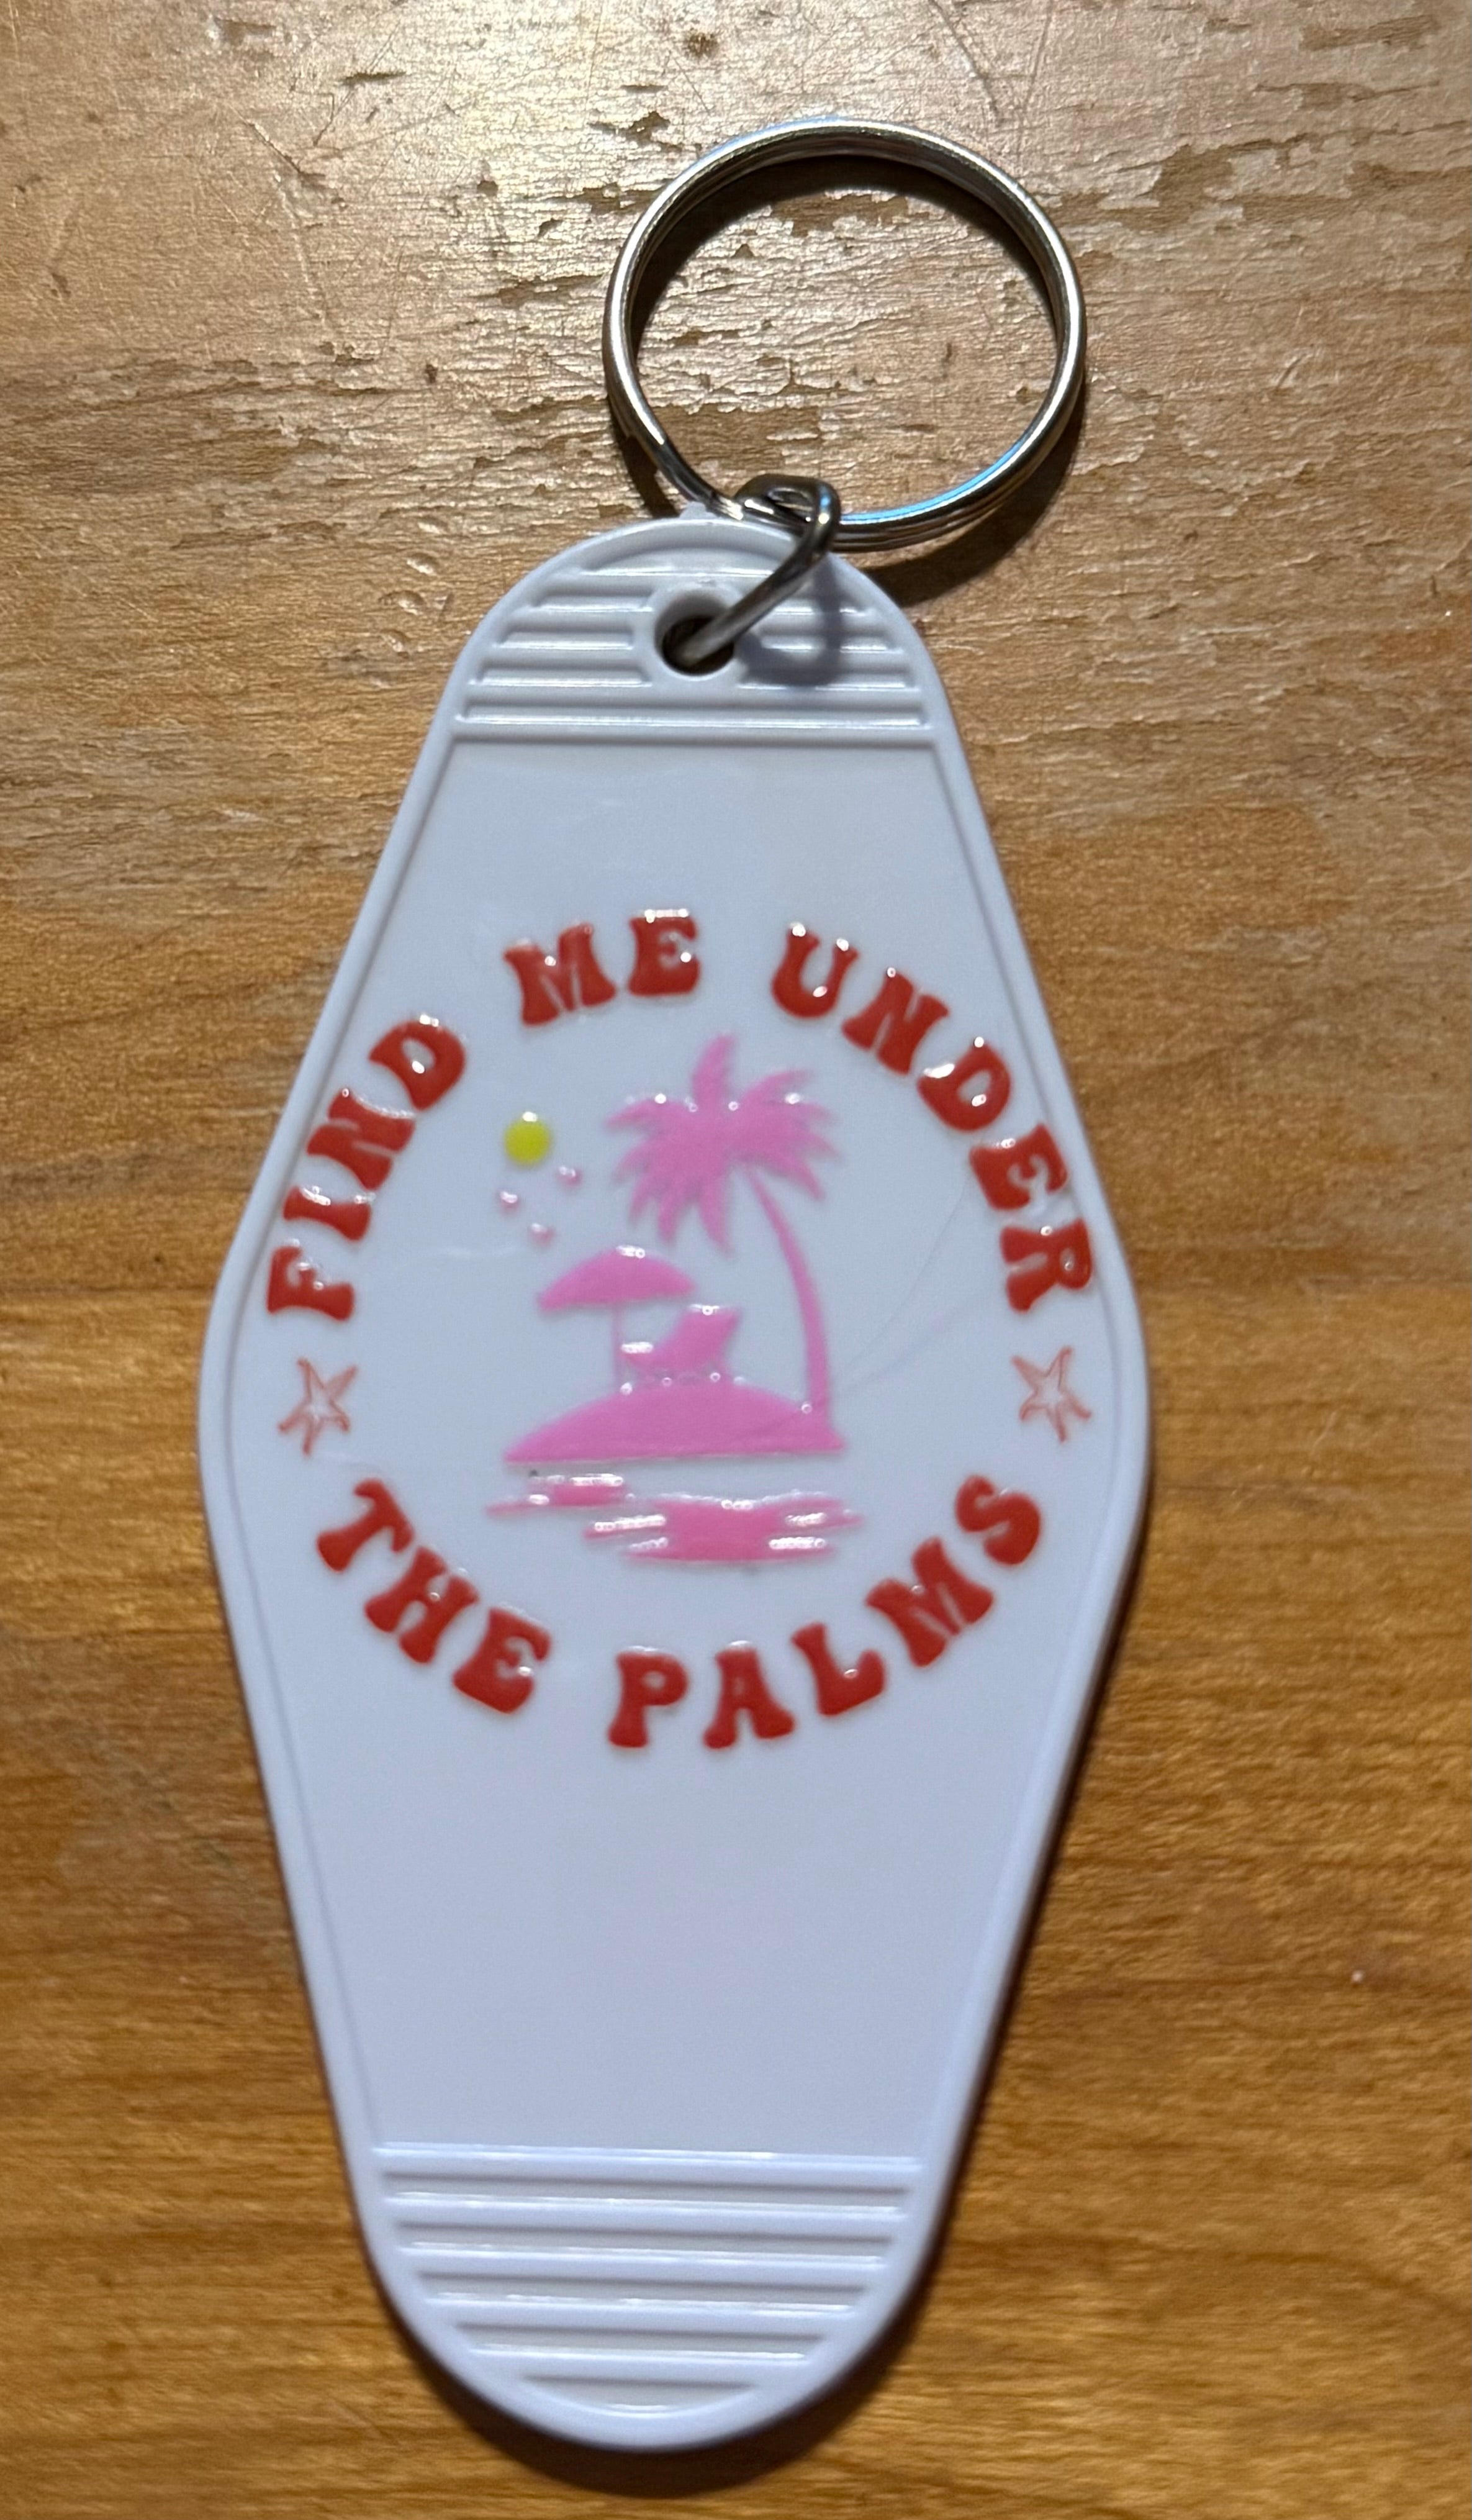 FIND ME UNDER
THE PALMS